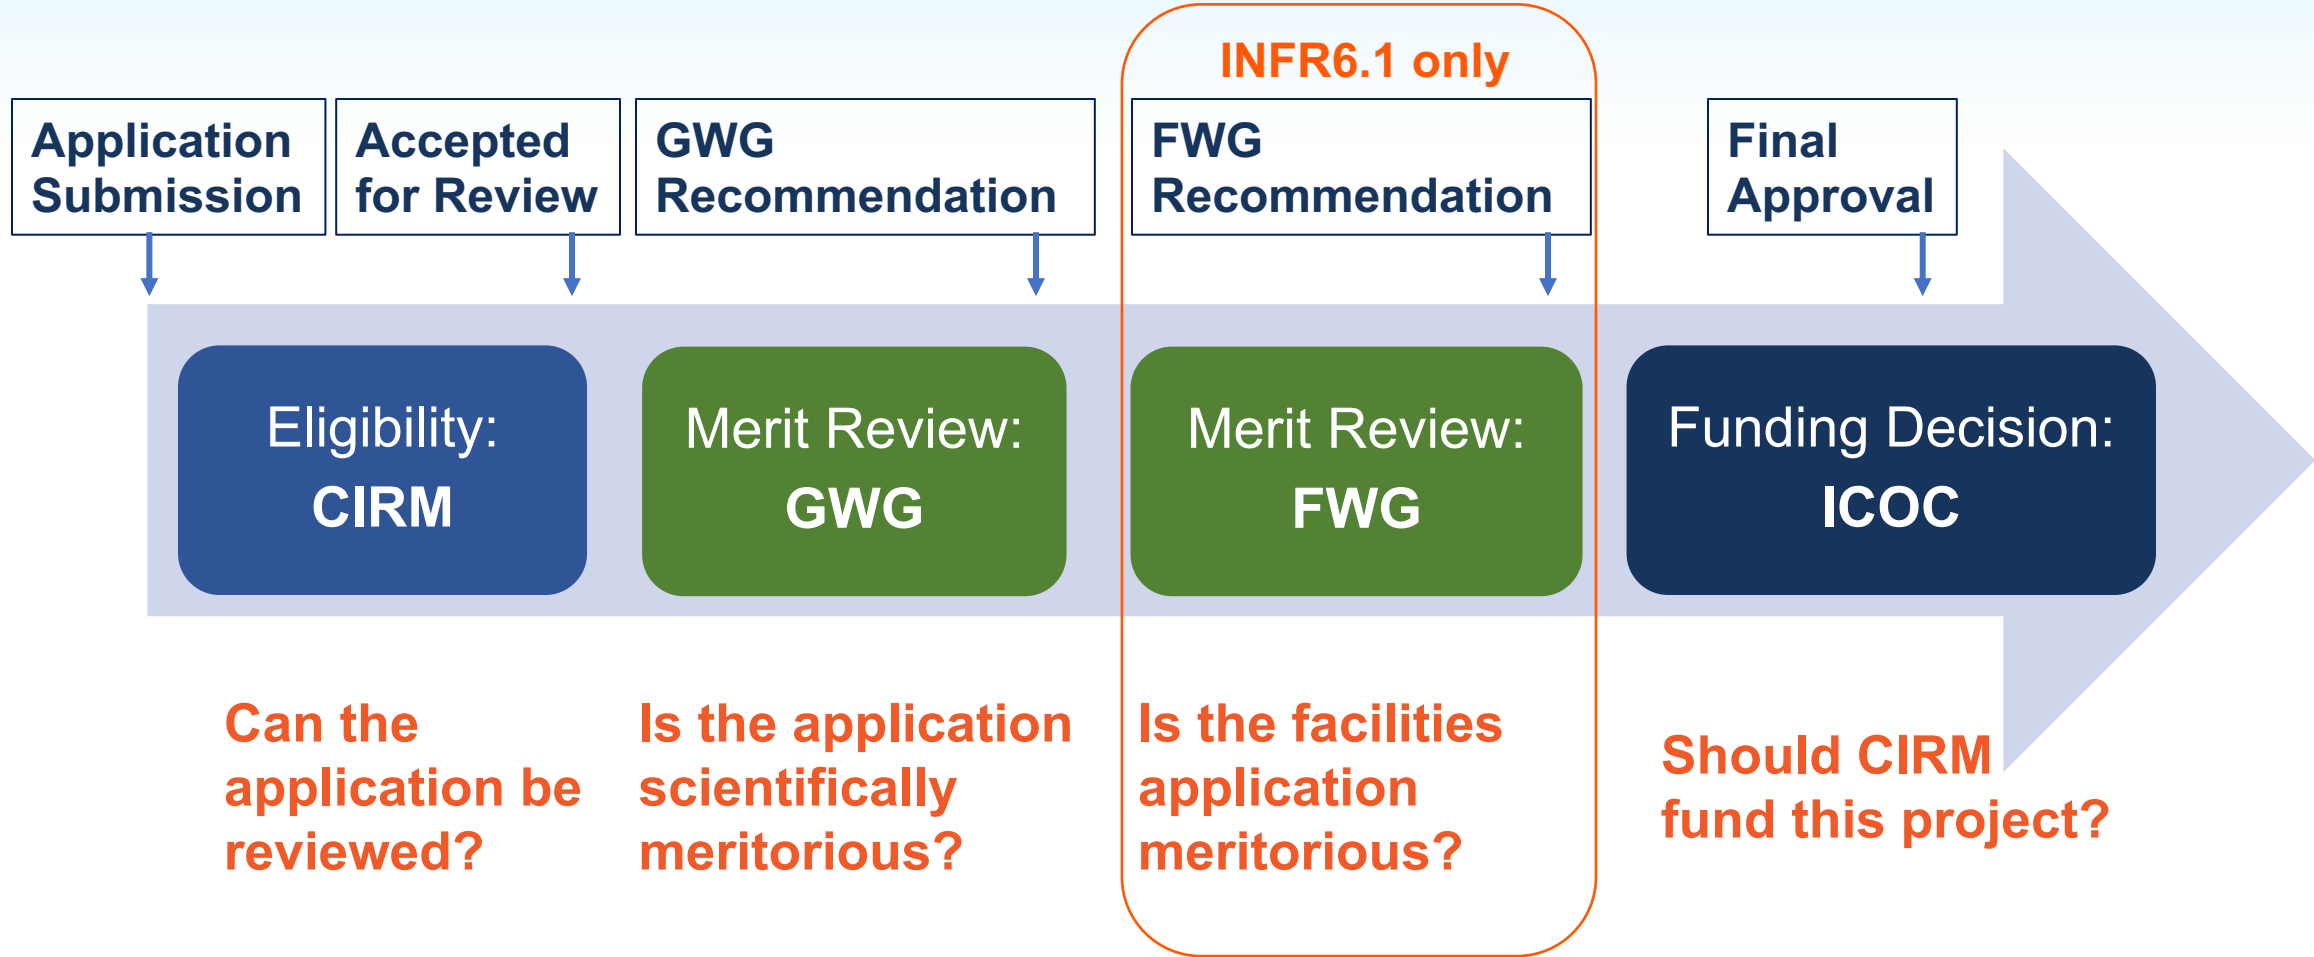 INFR6.1 only
Application
Submission
Accepted
for Review
GWG
Recommendation
FWG
Recommendation
Final
Approval
Eligibility:
CIRM
Merit Review:
GWG
Merit Review:
FWG
Funding Decision:
ICOC
Can the
application be
reviewed?
Is the application
scientifically
meritorious?
Is the facilities
application
meritorious?
Should CIRM
fund this project?